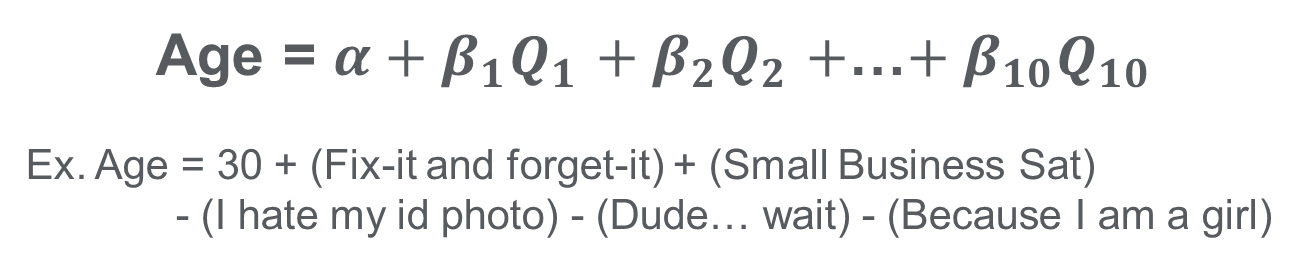 Age = α + β₁Q₁ + β₂Q₂ +...+ β₁₀Q₁₀
Ex. Age = 30 + (Fix-it and forget-it) + (Small Business Sat)
- (I hate my id photo) - (Dude… wait) - (Because I am a girl)